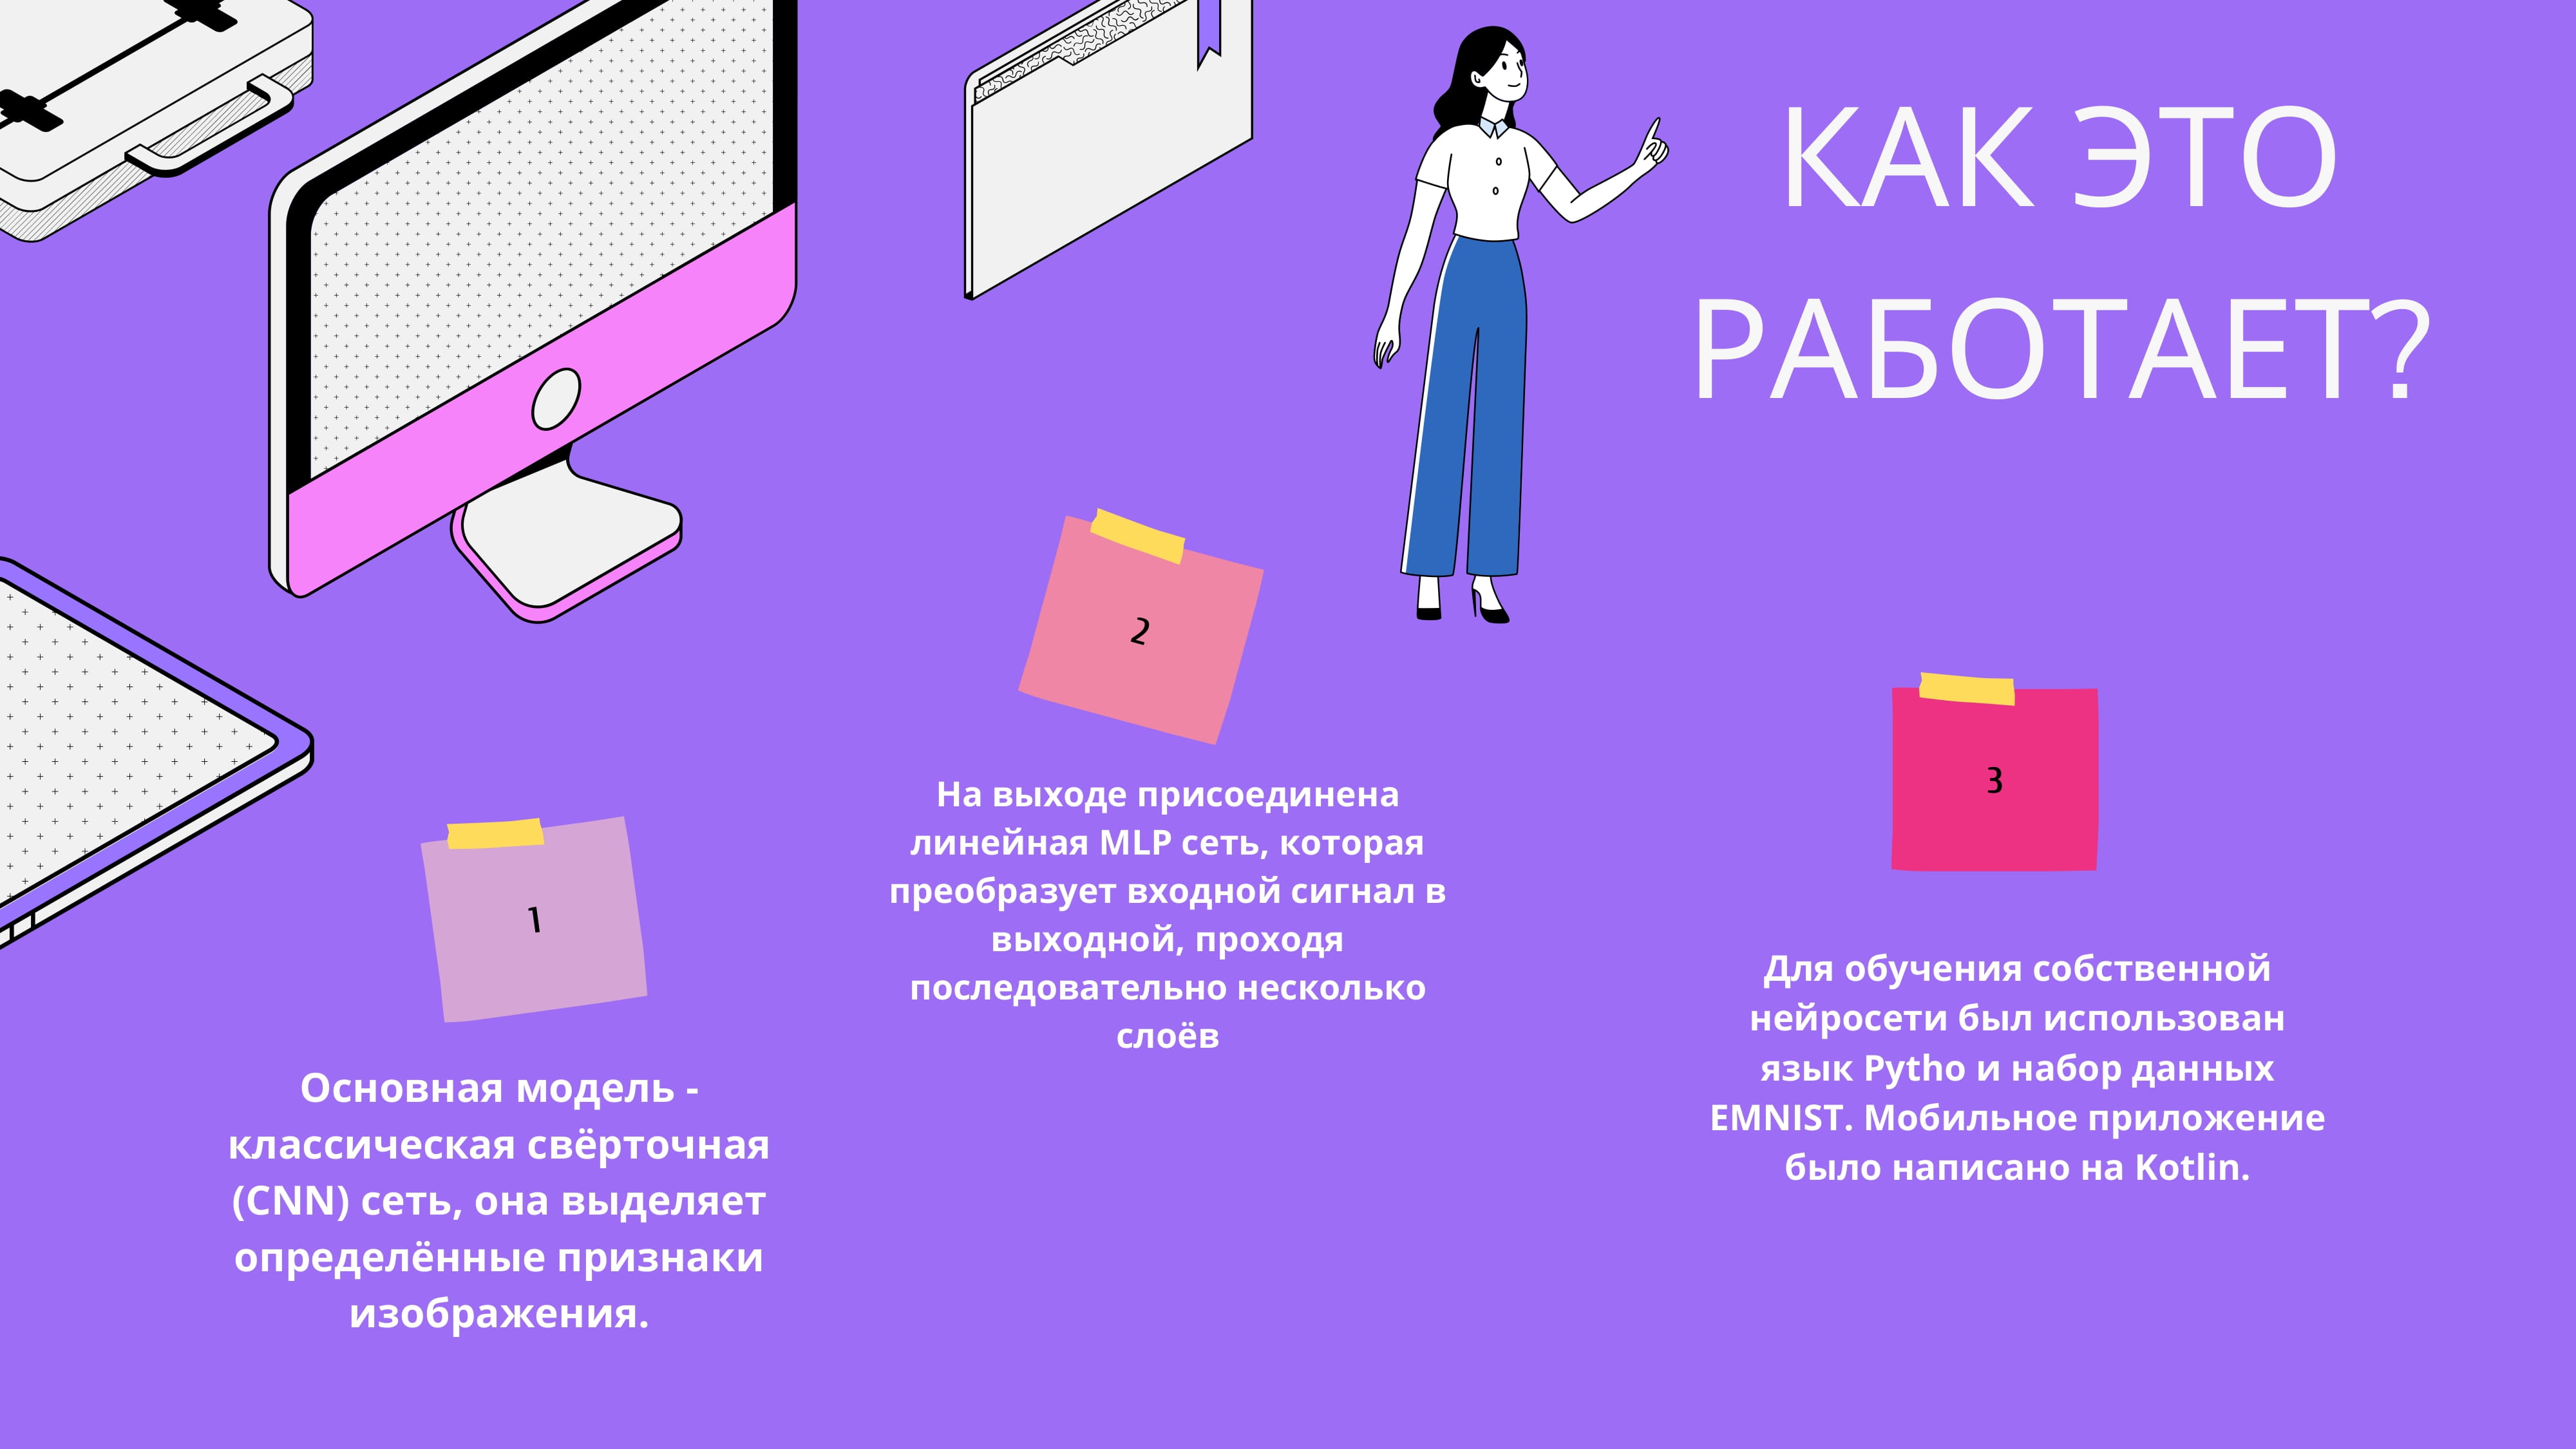 КАК ЭТО
РАБОТАЕТ?
1
Основная модель -
классическая свёрточная
(CNN) сеть, она выделяет
определённые признаки
изображения.
2
На выходе присоединена
линейная MLP сеть, которая
преобразует входной сигнал в
выходной, проходя
последовательно несколько
слоёв
3
Для обучения собственной
нейросети был использован
язык Pytho и набор данных
EMNIST. Мобильное приложение
было написано на Kotlin.